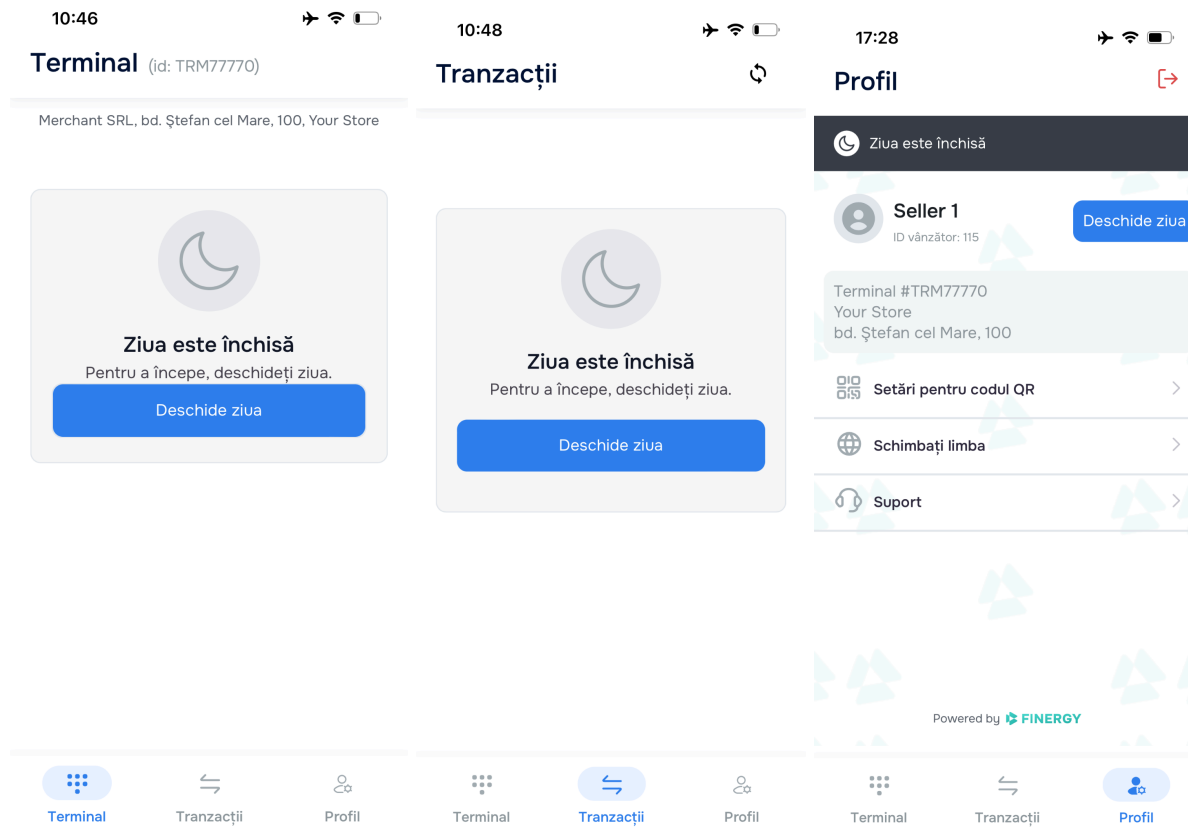 10:46
Terminal (id: TRM77770)
Merchant SRL, bd. Ştefan cel Mare, 100, Your Store
Ziua este închisă
Pentru a începe, deschideți ziua.
Deschide ziua
Terminal
Tranzacții
Profil
10:48
Tranzacții
Ziua este închisă
Pentru a începe, deschideți ziua.
Deschide ziua
Terminal
Tranzacții
Profil
17:28
Profil
Ziua este închisă
Seller 1
ID vânzător: 115
Deschide ziua
Terminal #TRM77770
Your Store
bd. Ştefan cel Mare, 100
Setări pentru codul QR
Schimbați limba
Suport
Powered by FINERGY
Terminal
Tranzacții
Profil